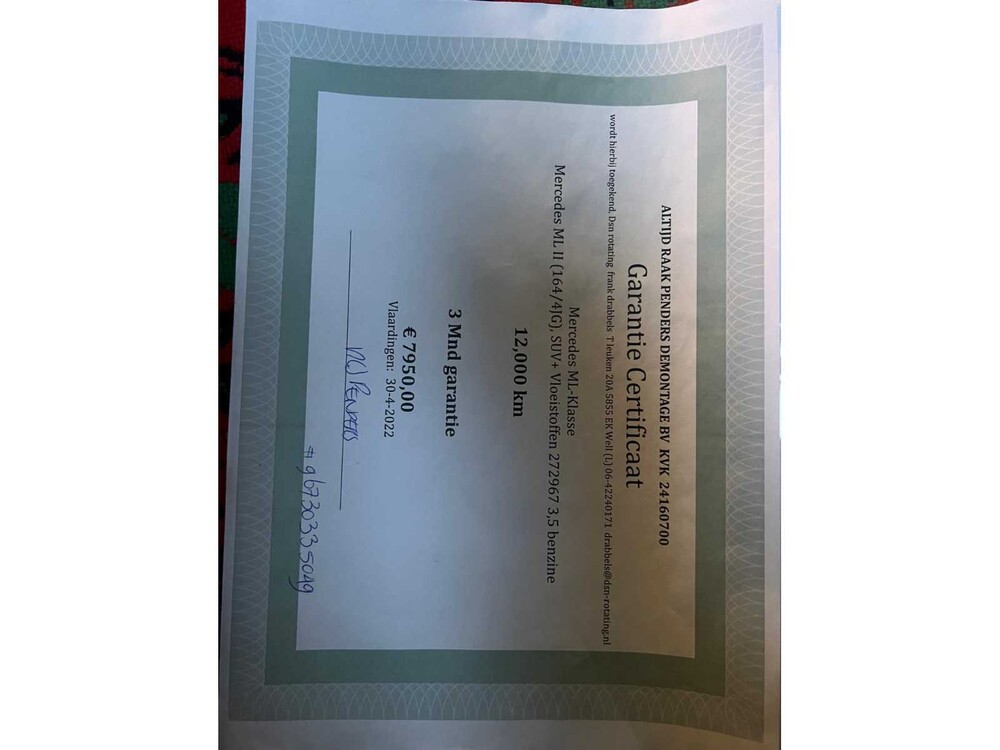 ALTIJD RAAK PENDERS DEMONTAGE BV KVK 24160700
Garantie Certificaat
wordt hierbij toegekend. Dsn rotating frank drabbels T leuken 20A 5855 EK Well (L) 06-42240171 drabbels@dsn-rotating.nl
Mercedes ML-Klasse
Mercedes ML II (164/4JG), SUV+ Vloeistoffen 272967 3,5 benzine
12,000 km
3 Mnd garantie
€ 7950,00
Vlaardingen: 30-4-2022
PENDERS
# 96730335049